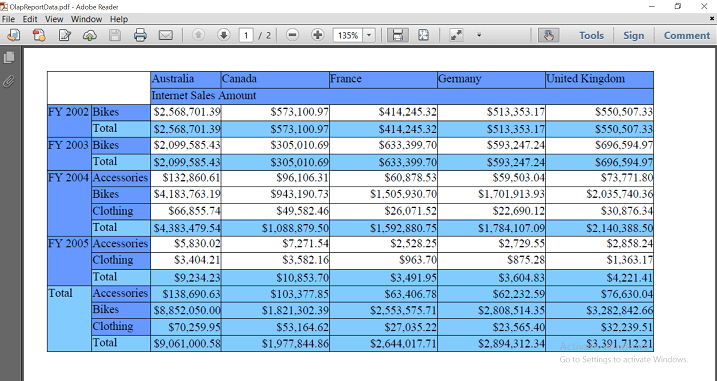 OlapReportData.pdf - Adobe Reader
File Edit View Window Help
1 / 2 135% Tools Sign Comment
Australia Canada France Germany United Kingdom
Internet Sales Amount
FY 2002 Bikes $2,568,701.39 $573,100.97 $414,245.32 $513,353.17 $550,507.33
Total $2,568,701.39 $573,100.97 $414,245.32 $513,353.17 $550,507.33
FY 2003 Bikes $2,099,585.43 $305,010.69 $633,399.70 $593,247.24 $696,594.97
Total $2,099,585.43 $305,010.69 $633,399.70 $593,247.24 $696,594.97
FY 2004 Accessories $132,860.61 $96,106.31 $60,878.53 $59,503.04 $73,771.80
Bikes $4,183,763.19 $943,190.73 $1,505,930.70 $1,701,913.93 $2,035,740.36
Clothing $66,855.74 $49,582.46 $26,071.52 $22,690.12 $30,876.34
Total $4,383,479.54 $1,088,879.50 $1,592,880.75 $1,784,107.09 $2,140,388.50
FY 2005 Accessories $5,830.02 $7,271.54 $2,528.25 $2,729.55 $2,858.24
Clothing $3,404.21 $3,582.16 $963.70 $875.28 $1,363.17
Total $9,234.23 $10,853.70 $3,491.95 $3,604.83 $4,221.41
Total Accessories $138,690.63 $103,377.85 $63,406.78 $62,232.59 $76,630.04
Bikes $8,852,050.00 $1,821,302.39 $2,553,575.71 $2,808,514.35 $3,282,842.66
Clothing $70,259.95 $53,164.62 $27,035.22 $23,565.40 $32,239.51
Total $9,061,000.58 $1,977,844.86 $2,644,017.71 $2,894,312.34 $3,391,712.21
Go to Settings to activate Windows.